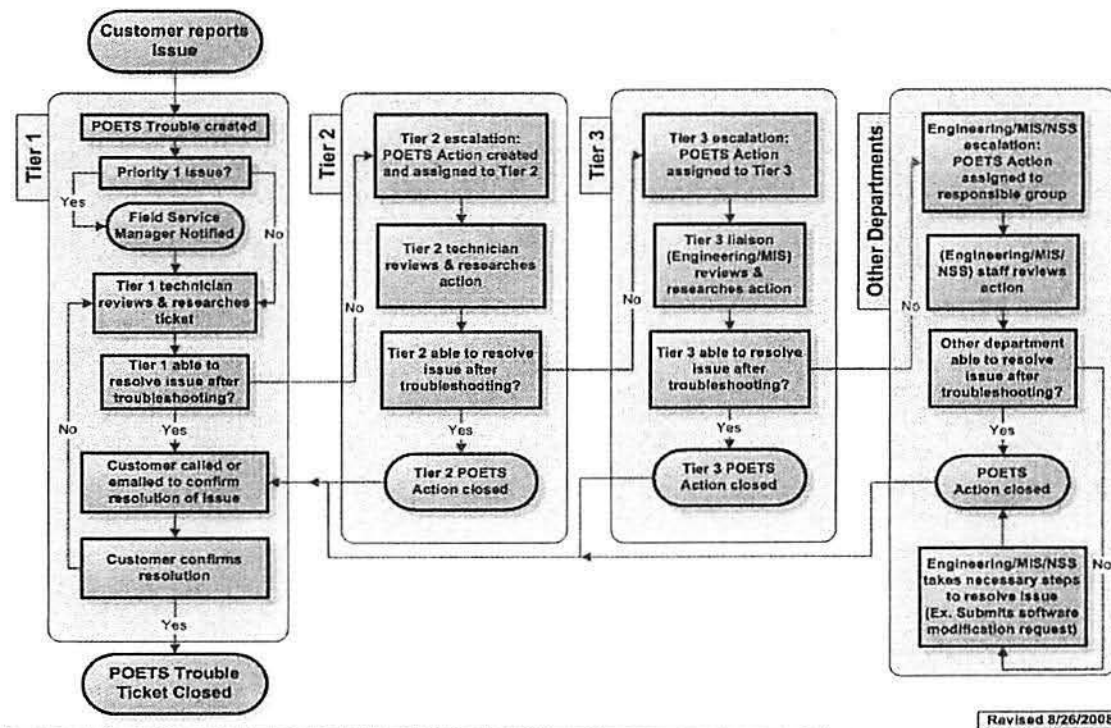 Customer reports
Issue
Tier 1
POETS Trouble created
Priority 1 issue?
Yes
No
Field Service
Manager Notified
Tier 1 technician
reviews & researches
ticket
Tier 1 able to
resolve issue after
troubleshooting?
No
Yes
No
Customer called or
emailed to confirm
resolution of issue
Customer confirms
resolution
Yes
POETS Trouble
Ticket Closed
Tier 2
Tier 2 escalation:
POETS Action created
and assigned to Tier 2
Tier 2 technician
reviews & researches
action
Tier 2 able to resolve
issue after
troubleshooting?
No
Yes
Tier 2 POETS
Action closed
Tier 3
Tier 3 escalation:
POETS Action
assigned to Tier 3
Tier 3 liaison
(Engineering/MIS)
reviews &
researches action
Tier 3 able to resolve
issue after
troubleshooting?
No
Yes
Tier 3 POETS
Action closed
Other Departments
Engineering/MIS/NSS
escalation:
POETS Action
assigned to
responsible group
(Engineering/MIS/
NSS) staff reviews
action
Other department
able to resolve
issue after
troubleshooting?
Yes
No
POETS
Action closed
Engineering/MIS/NSS
takes necessary steps
to resolve issue
(Ex. Submits software
modification request)
Revised 8/26/2008